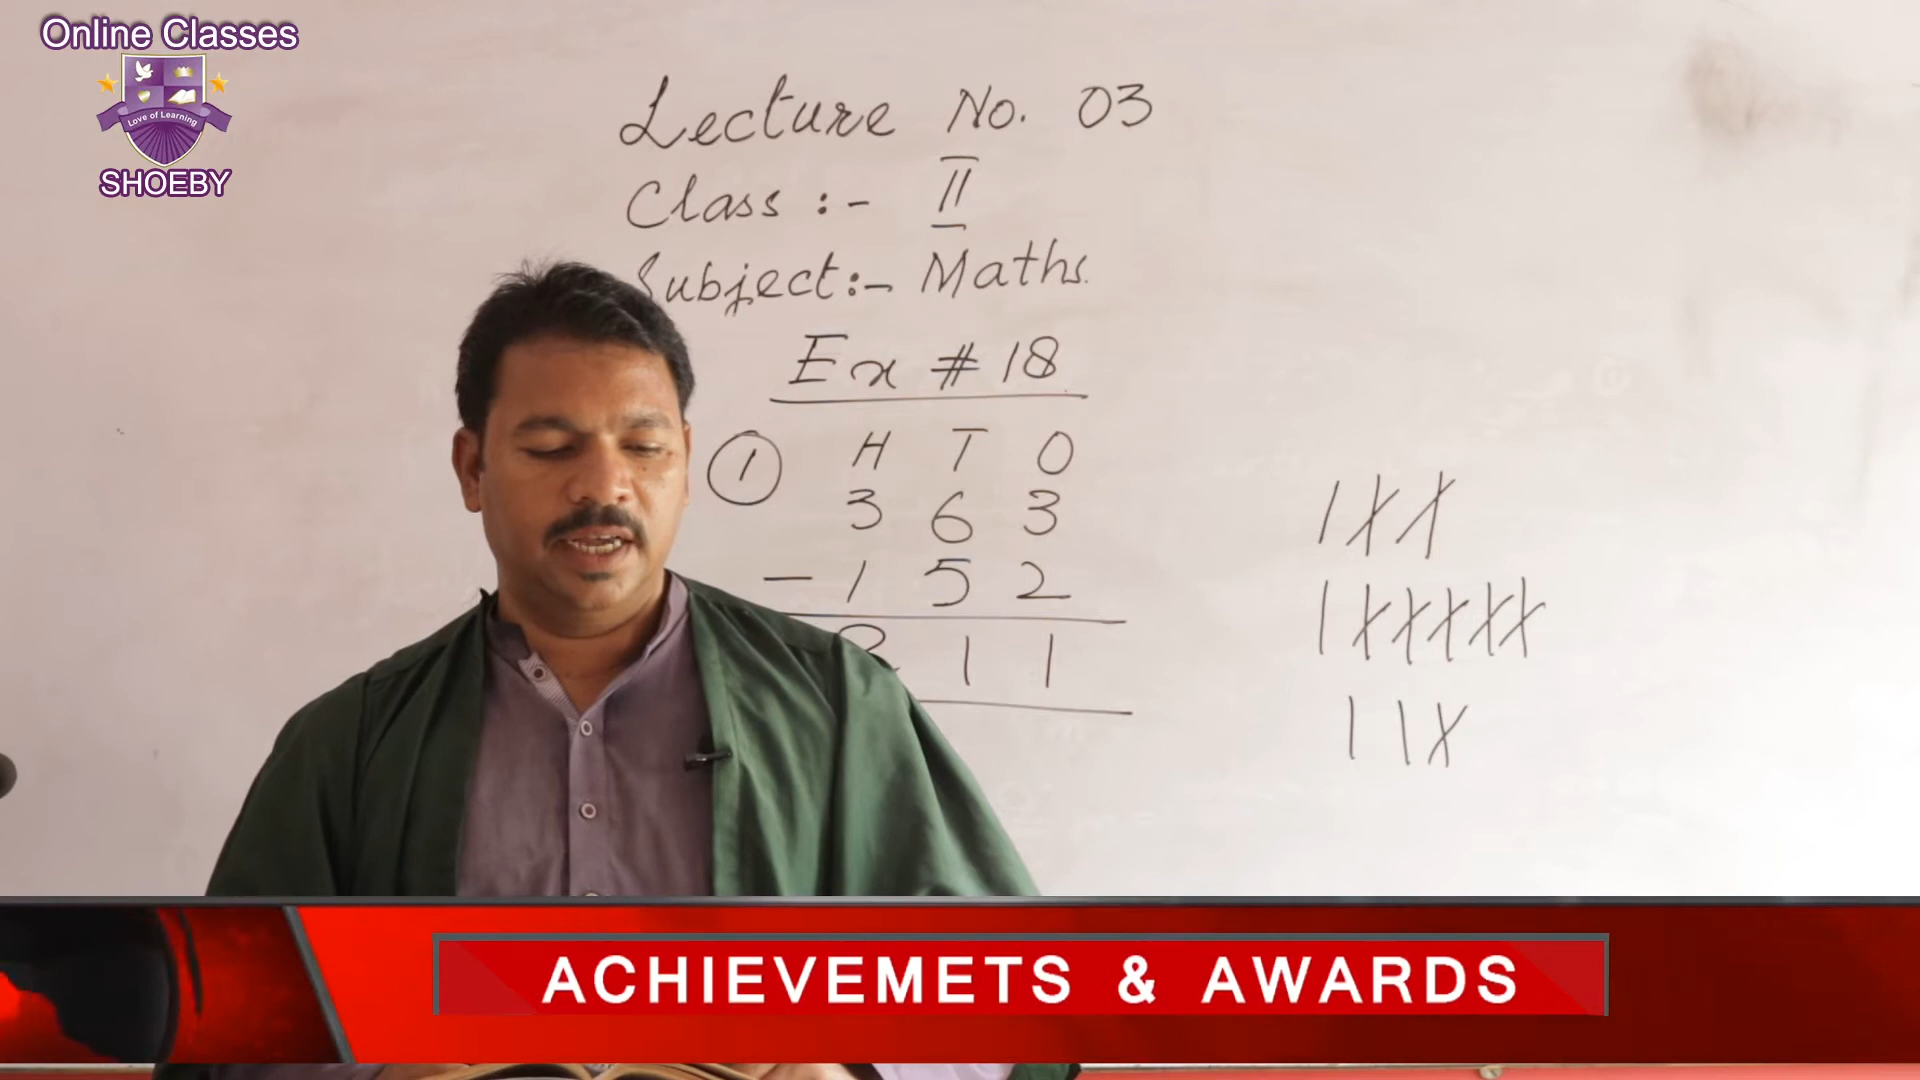 Online Classes
Love of Learning
SHOEBY
Lecture No. 03
Class :- II
Subject:- Maths.
Ex # 18
1 H T O
3 6 3
- 1 5 2
2 1 1
ACHIEVEMETS & AWARDS